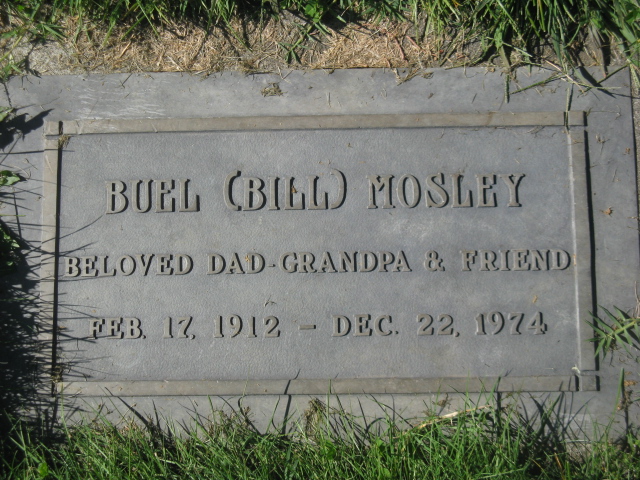 BUEL (BILL) MOSLEY
BELOVED DAD-GRANDPA & FRIEND
FEB. 17, 1912 - DEC. 22, 1974